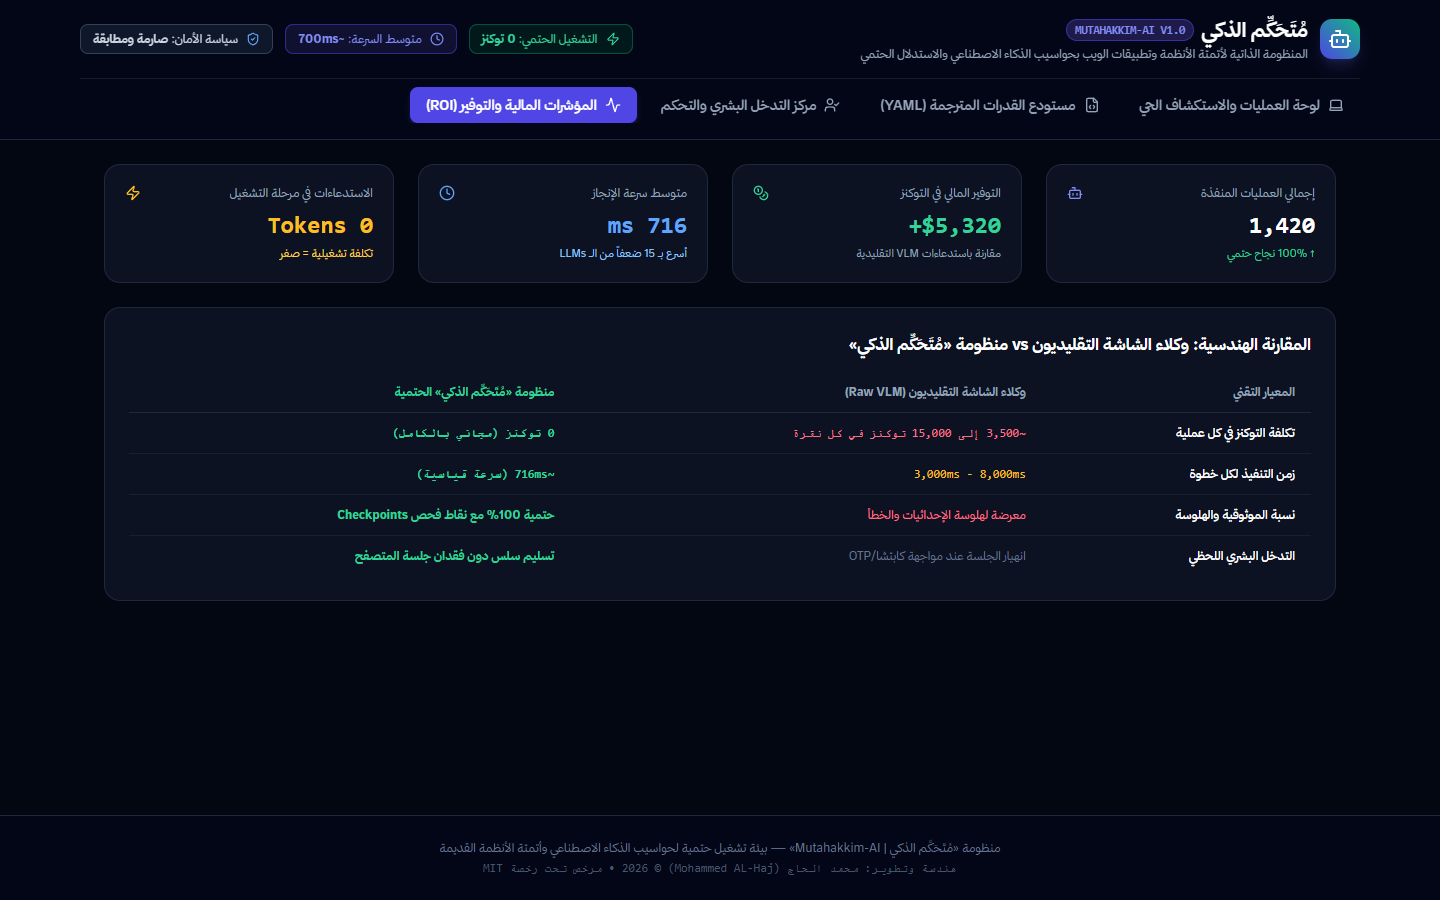 مُتَحَكِّم الذكي MUTAHAKKIM-AI V1.0
المنظومة الذاتية لأتمتة الأنظمة وتطبيقات الويب بحواسيب الذكاء الاصطناعي والاستدلال الحتمي
التشغيل الحتمي: 0 توكنز
متوسط السرعة: ~700ms
سياسة الأمان: صارمة ومطابقة
لوحة العمليات والاستكشاف الحي
مستودع القدرات المترجمة (YAML)
مركز التدخل البشري والتحكم
المؤشرات المالية والتوفير (ROI)
إجمالي العمليات المنفذة
1,420
↑ 100% نجاح حتمي
التوفير المالي في التوكنز
+$5,320
مقارنة باستدعاءات VLM التقليدية
متوسط سرعة الإنجاز
716 ms
أسرع بـ 15 ضعفاً من الـ LLMs
الاستدعاءات في مرحلة التشغيل
0 Tokens
تكلفة تشغيلية = صفر
المقارنة الهندسية: وكلاء الشاشة التقليديون vs منظومة «مُتَحَكِّم الذكي»
المعيار التقني وكلاء الشاشة التقليديون (Raw VLM) منظومة «مُتَحَكِّم الذكي» الحتمية
تكلفة التوكنز في كل عملية ~3,500 إلى 15,000 توكنز في كل نقرة 0 توكنز (مجاني بالكامل)
زمن التنفيذ لكل خطوة 3,000ms - 8,000ms ~716ms (سرعة قياسية)
نسبة الموثوقية والهلوسة معرضة لهلوسة الإحداثيات والخطأ حتمية 100% مع نقاط فحص Checkpoints
التدخل البشري اللحظي انهيار الجلسة عند مواجهة كابتشا/OTP تسليم سلس دون فقدان جلسة المتصفح
منظومة «مُتَحَكِّم الذكي | Mutahakkim-AI» — بيئة تشغيل حتمية لحواسيب الذكاء الاصطناعي وأتمتة الأنظمة القديمة
هندسة وتطوير: محمد الحاج (Mohammed AL-Haj) © 2026 • مرخص تحت رخصة MIT